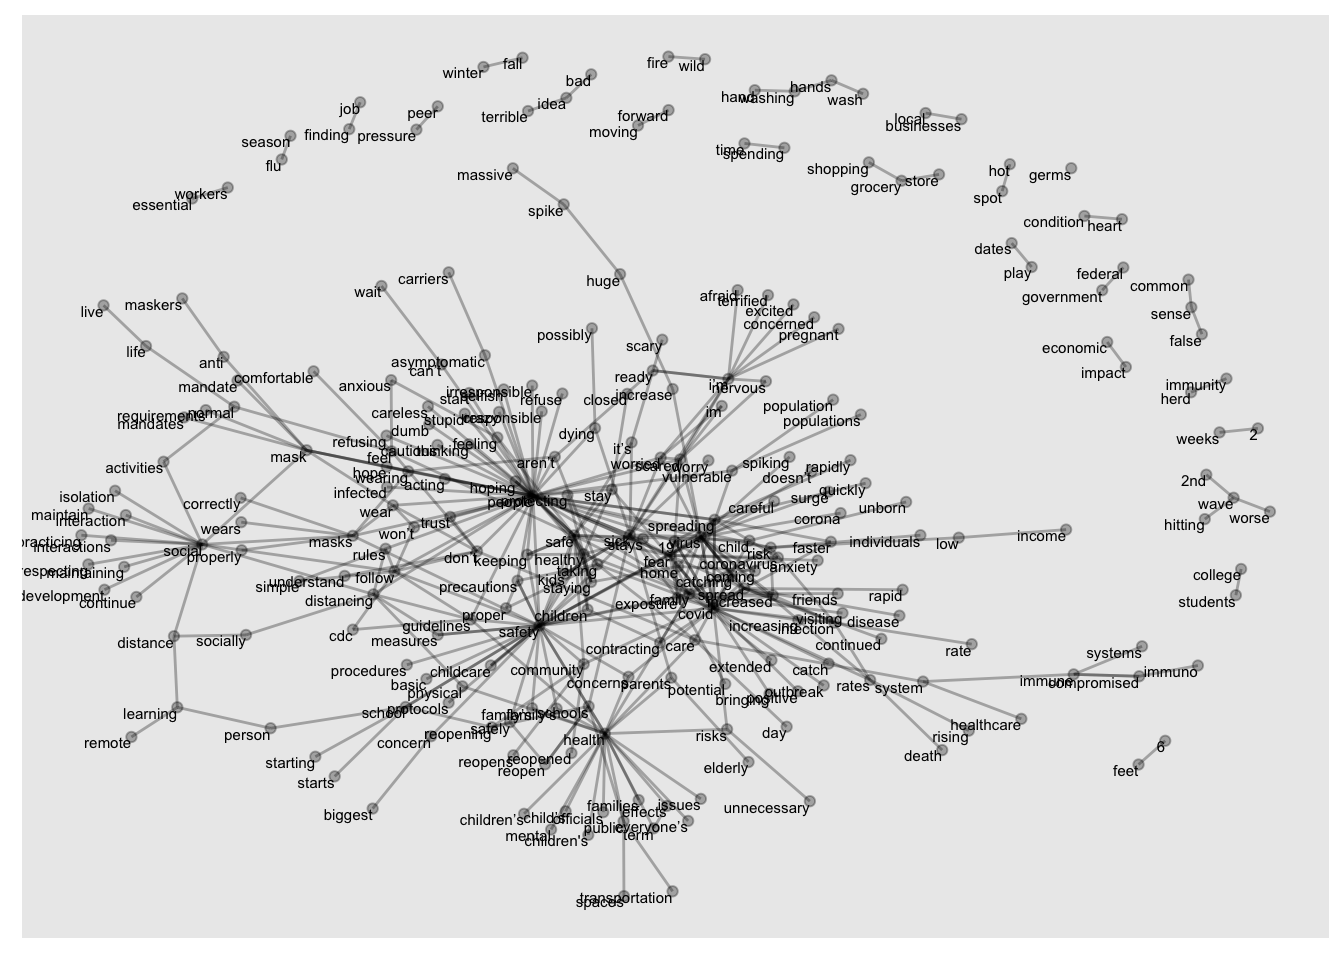 fall
winter
bad
fire
wild
hand
washing
hands
wash
job
finding
peer
pressure
terrible
idea
forward
moving
local
businesses
season
flu
time
spending
shopping
grocery
store
hot
spot
germs
workers
essential
massive
spike
condition
heart
dates
play
federal
government
common
sense
false
huge
carriers
wait
live
maskers
life
anti
mandate
comfortable
afraid
terrified
excited
concerned
pregnant
possibly
scary
economic
impact
asymptomatic
can't
anxious
ready
increase
i'm
nervous
immunity
herd
requirements
normal
mandates
irresponsible
selfish
start
refuse
closed
careless
stupid
crazy
responsible
im
population
populations
weeks
2
dumb
refusing
cautious
thinking
feeling
feel
dying
it's
activities
mask
hope
wearing
acting
aren't
worried
scared
worry
vulnerable
spiking
doesn't
rapidly
2nd
wave
worse
hitting
isolation
maintain
interaction
correctly
infected
hoping
people
protecting
stay
careful
surge
quickly
unborn
wears
wear
trust
spreading
corona
practicing
interactions
social
properly
masks
won't
safe
sick
stays
19
virus
child
faster
individuals
low
income
respecting
maintaining
rules
don't
keeping
healthy
taking
fear
home
risk
coronavirus
anxiety
development
continue
simple
understand
follow
precautions
kids
staying
catching
coming
college
students
distancing
proper
children
exposure
family
spread
increased
friends
rapid
covid
distance
socially
cdc
guidelines
measures
safety
increasing
visiting
infection
disease
continued
rate
contracting
care
procedures
childcare
community
extended
catch
systems
basic
physical
concerns
parents
potential
bringing
positive
outbreak
rates
system
immune
compromised
immuno
learning
school
protocols
family's
schools
safely
remote
person
concern
reopening
health
risks
day
healthcare
rising
death
starting
reopens
reopened
reopen
elderly
feet
6
starts
biggest
children's
child's
officials
families
effects
issues
unnecessary
mental
children's
public
term
everyone's
transportation
spaces